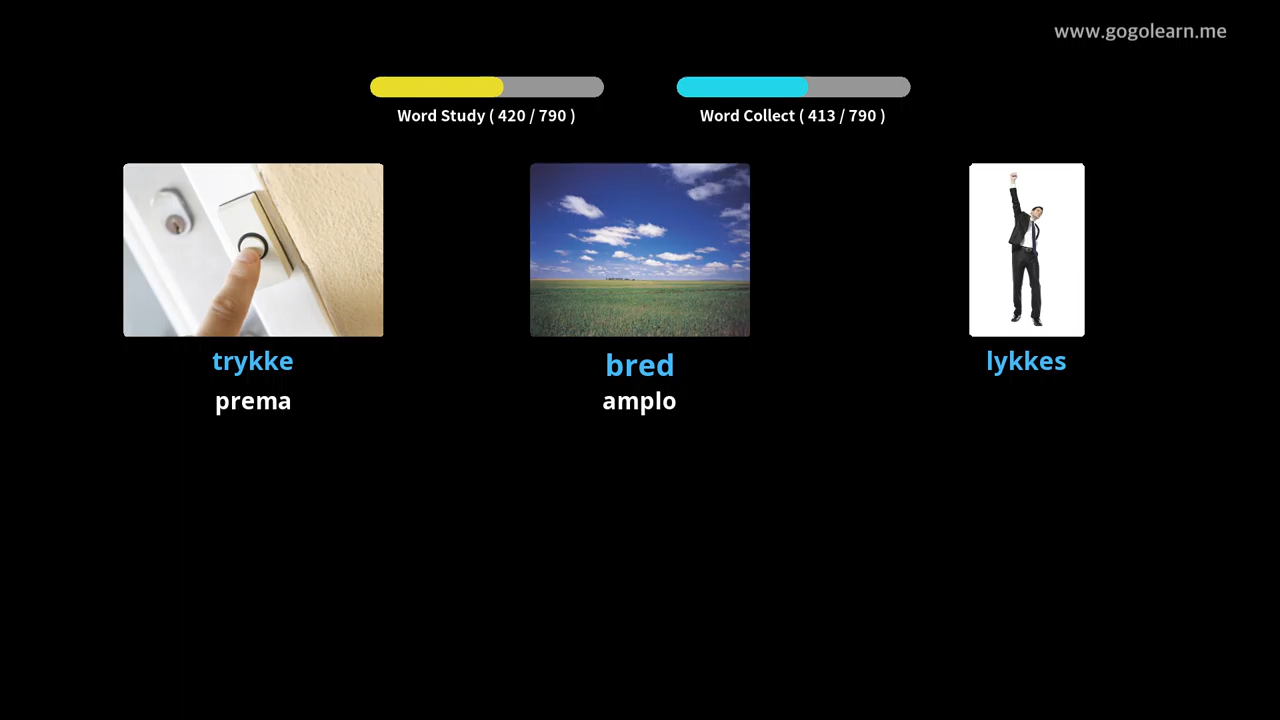 www.gogolearn.me
Word Study ( 420 / 790 )
Word Collect ( 413 / 790 )
trykke
prema
bred
amplo
lykkes